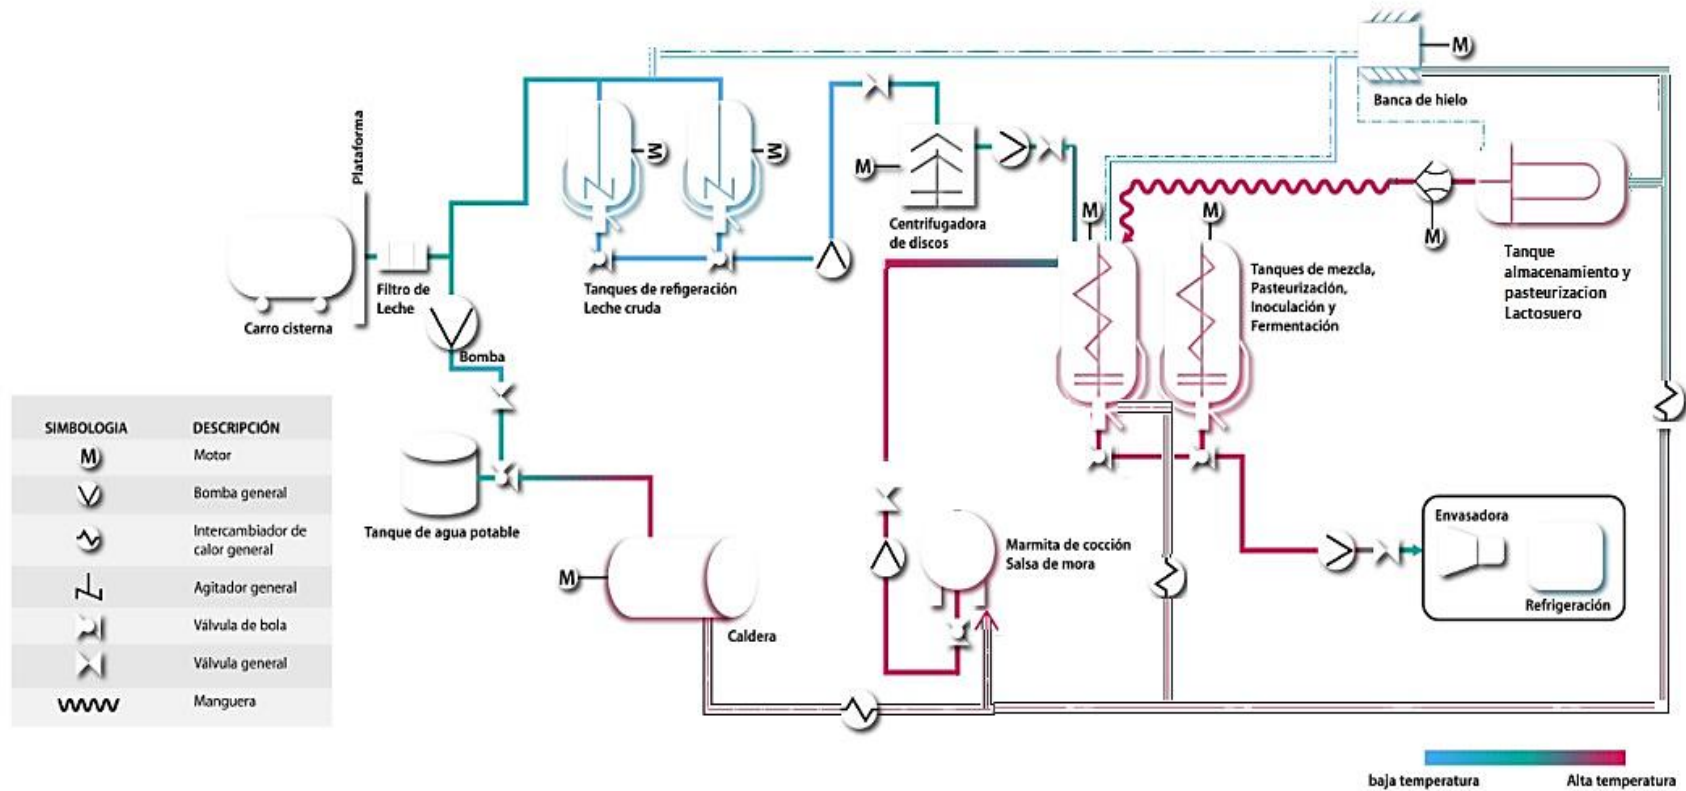 M
Banca de hielo
Plataforma
M
M
M
Centrifugadora
de discos
M
M
M
Tanque
almacenamiento y
pasteurizacion
Lactosuero
Tanques de mezcla,
Pasteurización,
Inoculación y
Fermentación
Carro cisterna
Filtro de
Leche
Tanques de refigeración
Leche cruda
Bomba
SIMBOLOGIA DESCRIPCIÓN
M Motor
Bomba general
Intercambiador de
calor general
Agitador general
Válvula de bola
Válvula general
Manguera
Tanque de agua potable
M
Caldera
Marmita de cocción
Salsa de mora
Envasadora
Refrigeración
baja temperatura Alta temperatura